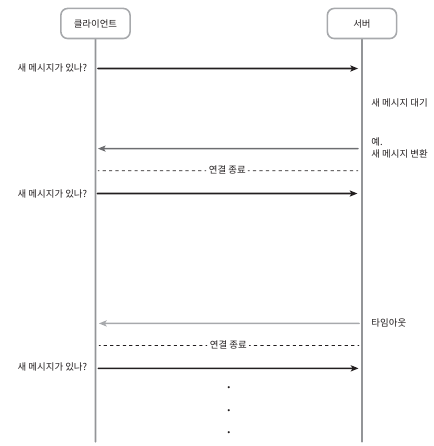 클라이언트
서버
새 메시지가 있나?
새 메시지 대기
예.
새 메시지 변환
연결 종료
새 메시지가 있나?
타임아웃
연결 종료
새 메시지가 있나?
.
.
.